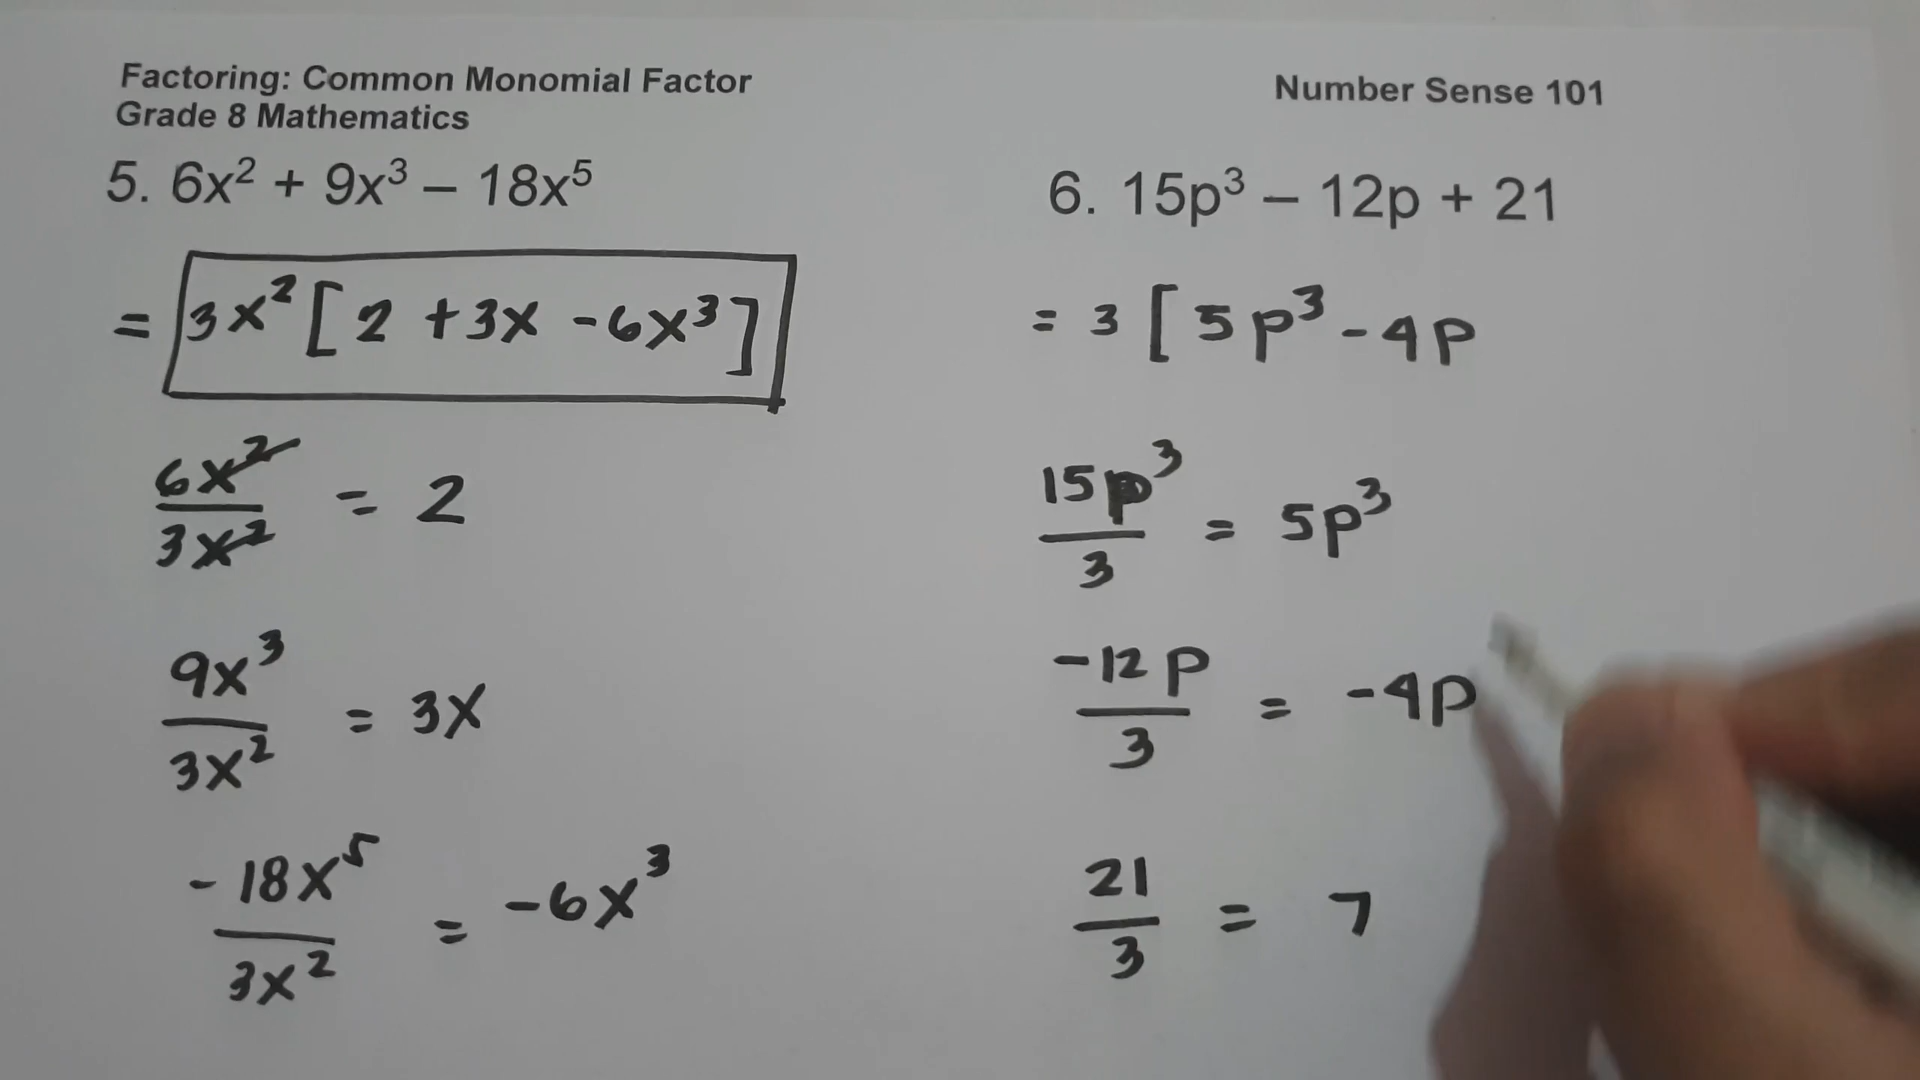 Factoring: Common Monomial Factor
Grade 8 Mathematics
5. 6x² + 9x³ – 18x⁵
= 3x² [ 2 + 3x - 6x³ ]
6x²/3x² = 2
9x³/3x² = 3x
-18x⁵/3x² = -6x³
Number Sense 101
6. 15p³ – 12p + 21
= 3 [ 5p³ - 4p
15p³/3 = 5p³
-12p/3 = -4p
21/3 = 7